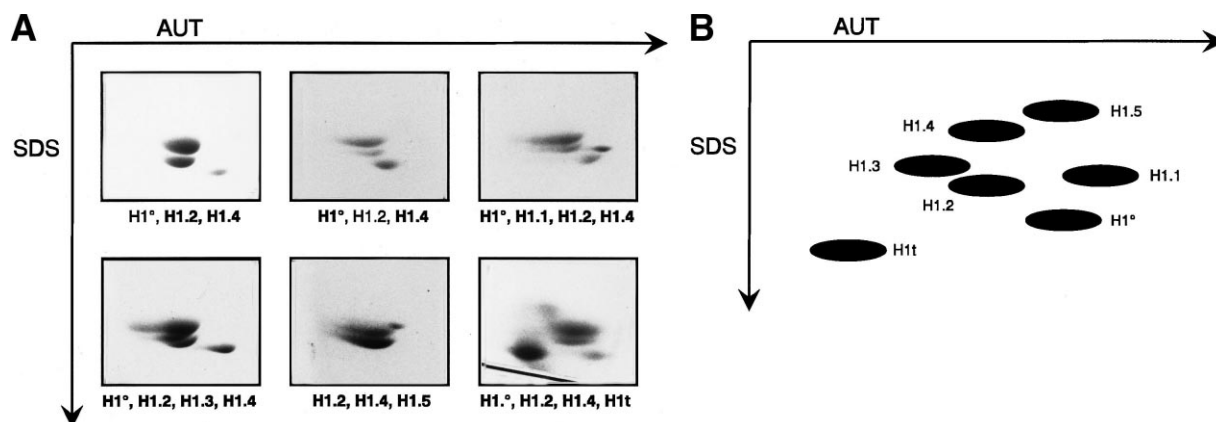 A
AUT
SDS
H1°, H1.2, H1.4
H1°, H1.2, H1.4
H1°, H1.1, H1.2, H1.4
H1°, H1.2, H1.3, H1.4
H1.2, H1.4, H1.5
H1.°, H1.2, H1.4, H1t
B
AUT
SDS
H1.5
H1.4
H1.3
H1.1
H1.2
H1°
H1t